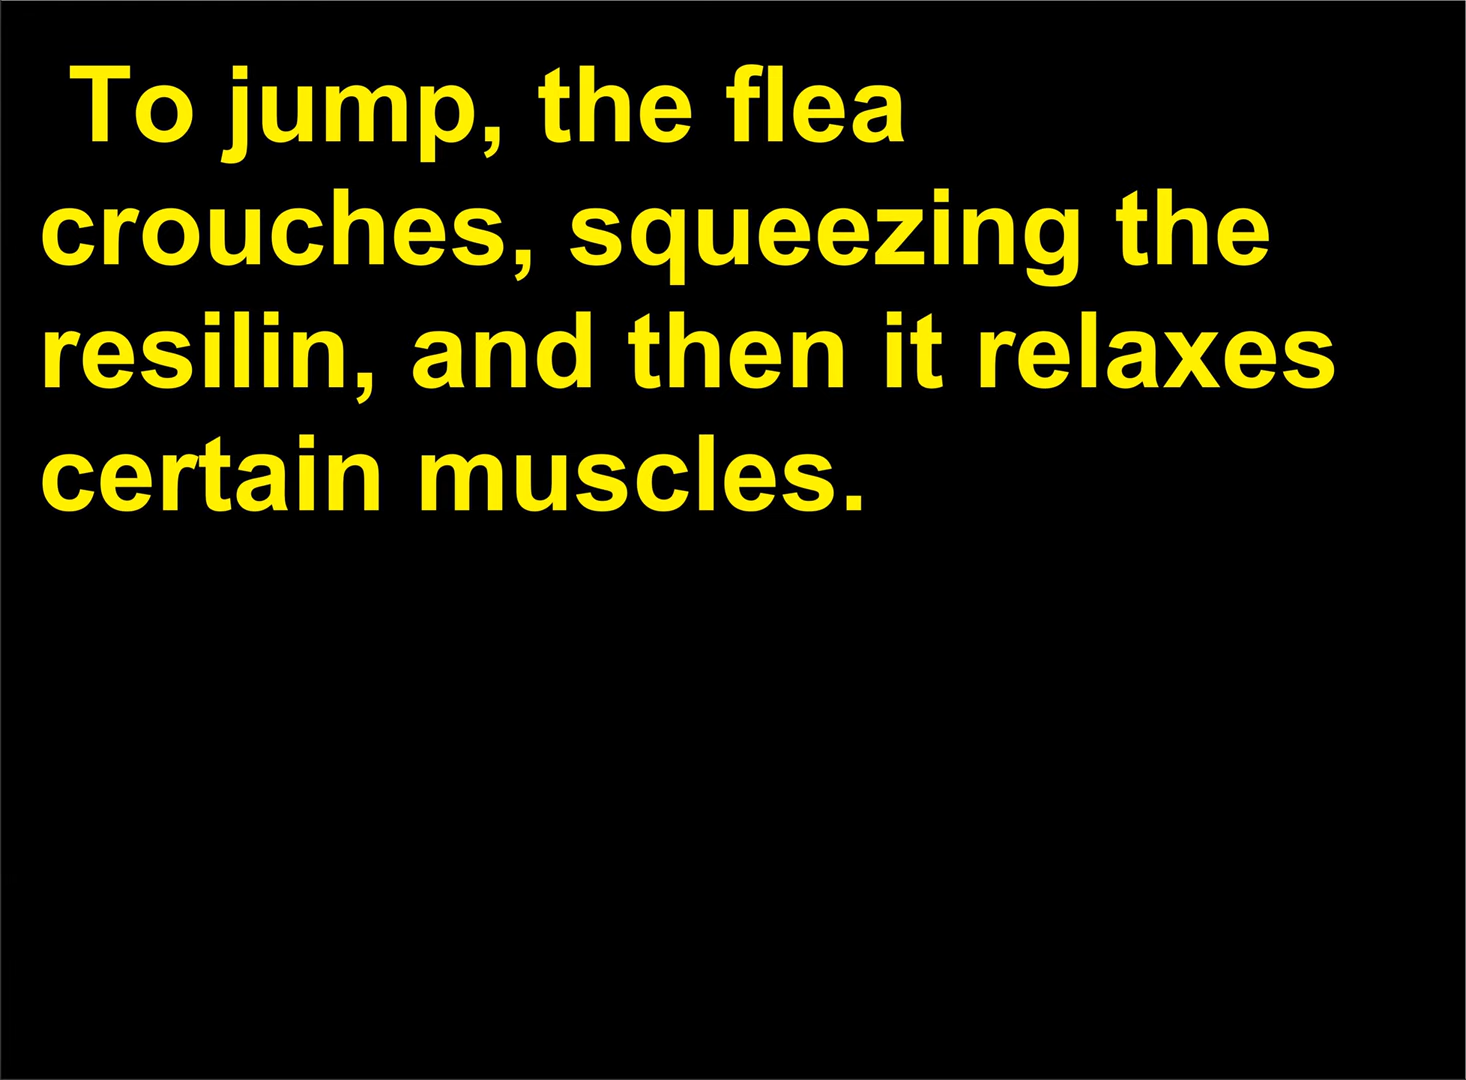 To jump, the flea
crouches, squeezing the
resilin, and then it relaxes
certain muscles.